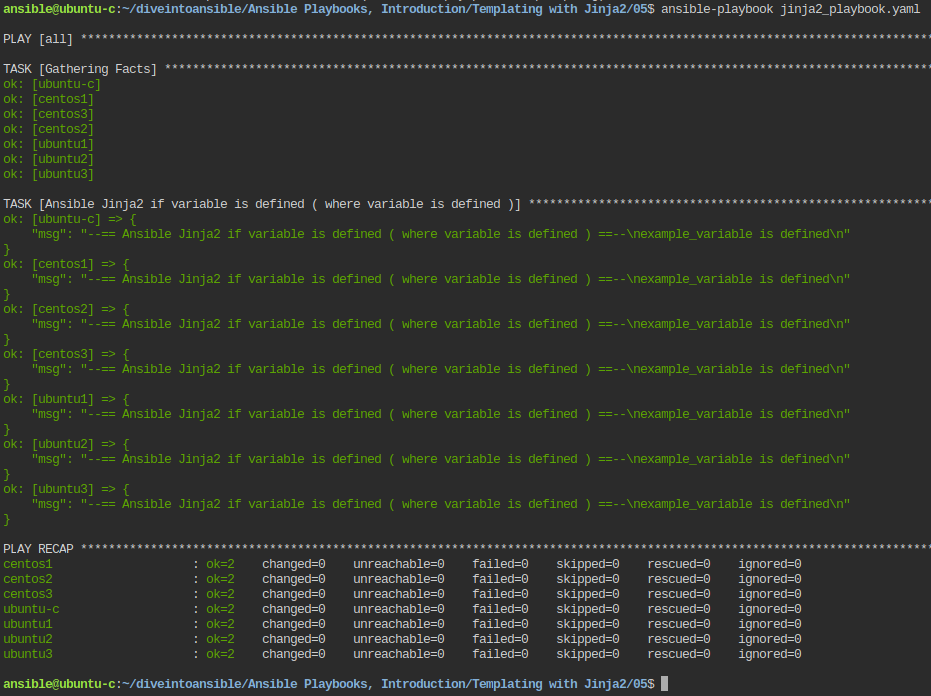 ansible@ubuntu-c:~/diveintoansible/Ansible Playbooks, Introduction/Templating with Jinja2/05$ ansible-playbook jinja2_playbook.yaml
PLAY [all] *************************************************************************************************************************
TASK [Gathering Facts] *************************************************************************************************************
ok: [ubuntu-c]
ok: [centos1]
ok: [centos3]
ok: [centos2]
ok: [ubuntu1]
ok: [ubuntu2]
ok: [ubuntu3]
TASK [Ansible Jinja2 if variable is defined ( where variable is defined )] **********************************************************
ok: [ubuntu-c] => {
    "msg": "--== Ansible Jinja2 if variable is defined ( where variable is defined ) ==--\nexample_variable is defined\n"
}
ok: [centos1] => {
    "msg": "--== Ansible Jinja2 if variable is defined ( where variable is defined ) ==--\nexample_variable is defined\n"
}
ok: [centos2] => {
    "msg": "--== Ansible Jinja2 if variable is defined ( where variable is defined ) ==--\nexample_variable is defined\n"
}
ok: [centos3] => {
    "msg": "--== Ansible Jinja2 if variable is defined ( where variable is defined ) ==--\nexample_variable is defined\n"
}
ok: [ubuntu1] => {
    "msg": "--== Ansible Jinja2 if variable is defined ( where variable is defined ) ==--\nexample_variable is defined\n"
}
ok: [ubuntu2] => {
    "msg": "--== Ansible Jinja2 if variable is defined ( where variable is defined ) ==--\nexample_variable is defined\n"
}
ok: [ubuntu3] => {
    "msg": "--== Ansible Jinja2 if variable is defined ( where variable is defined ) ==--\nexample_variable is defined\n"
}
PLAY RECAP *************************************************************************************************************************
centos1                    : ok=2    changed=0    unreachable=0    failed=0    skipped=0    rescued=0    ignored=0
centos2                    : ok=2    changed=0    unreachable=0    failed=0    skipped=0    rescued=0    ignored=0
centos3                    : ok=2    changed=0    unreachable=0    failed=0    skipped=0    rescued=0    ignored=0
ubuntu-c                   : ok=2    changed=0    unreachable=0    failed=0    skipped=0    rescued=0    ignored=0
ubuntu1                    : ok=2    changed=0    unreachable=0    failed=0    skipped=0    rescued=0    ignored=0
ubuntu2                    : ok=2    changed=0    unreachable=0    failed=0    skipped=0    rescued=0    ignored=0
ubuntu3                    : ok=2    changed=0    unreachable=0    failed=0    skipped=0    rescued=0    ignored=0
ansible@ubuntu-c:~/diveintoansible/Ansible Playbooks, Introduction/Templating with Jinja2/05$